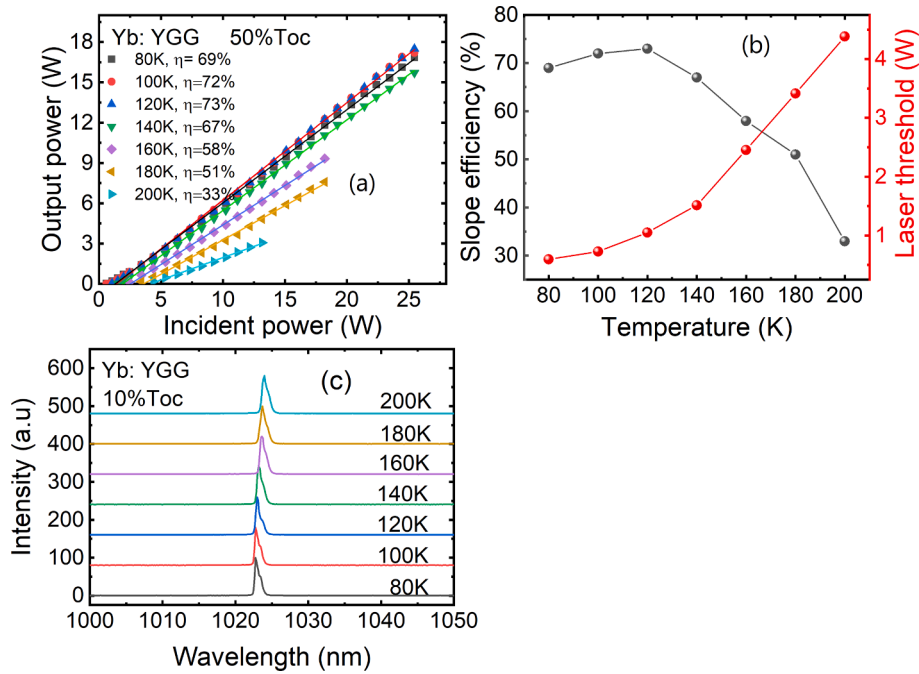 Yb: YGG 50%Toc
80K, η= 69%
100K, η=72%
120K, η=73%
140K, η=67%
160K, η=58%
180K, η=51%
200K, η=33%
(a)
Output power (W)
18
15
12
9
6
3
0
0 5 10 15 20 25
Incident power (W)
(b)
Slope efficiency (%)
80
70
60
50
40
30
Laser threshold (W)
4
3
2
1
80 100 120 140 160 180 200
Temperature (K)
Yb: YGG
10%Toc
(c)
Intensity (a.u)
600
500
400
300
200
100
0
200K
180K
160K
140K
120K
100K
80K
1000 1010 1020 1030 1040 1050
Wavelength (nm)